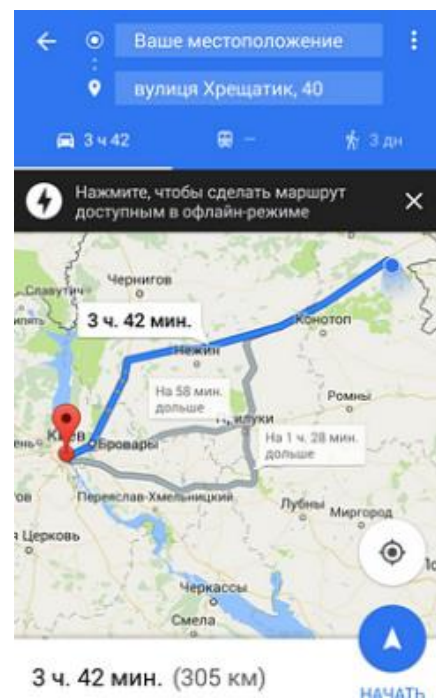 Ваше местоположение
вулиця Хрещатик, 40
3 ч 42
—
3 дн
Нажмите, чтобы сделать маршрут
доступным в офлайн-режиме
Славутич
Чернигов
3 ч. 42 мин.
Конотоп
Нежин
На 58 мин.
дольше
Ромны
Прилуки
Киев
Бровары
На 1 ч. 28 мин.
дольше
Переяслав-Хмельницкий
Лубны
Миргород
Церковь
Черкассы
Смела
3 ч. 42 мин. (305 км)
НАЧАТЬ